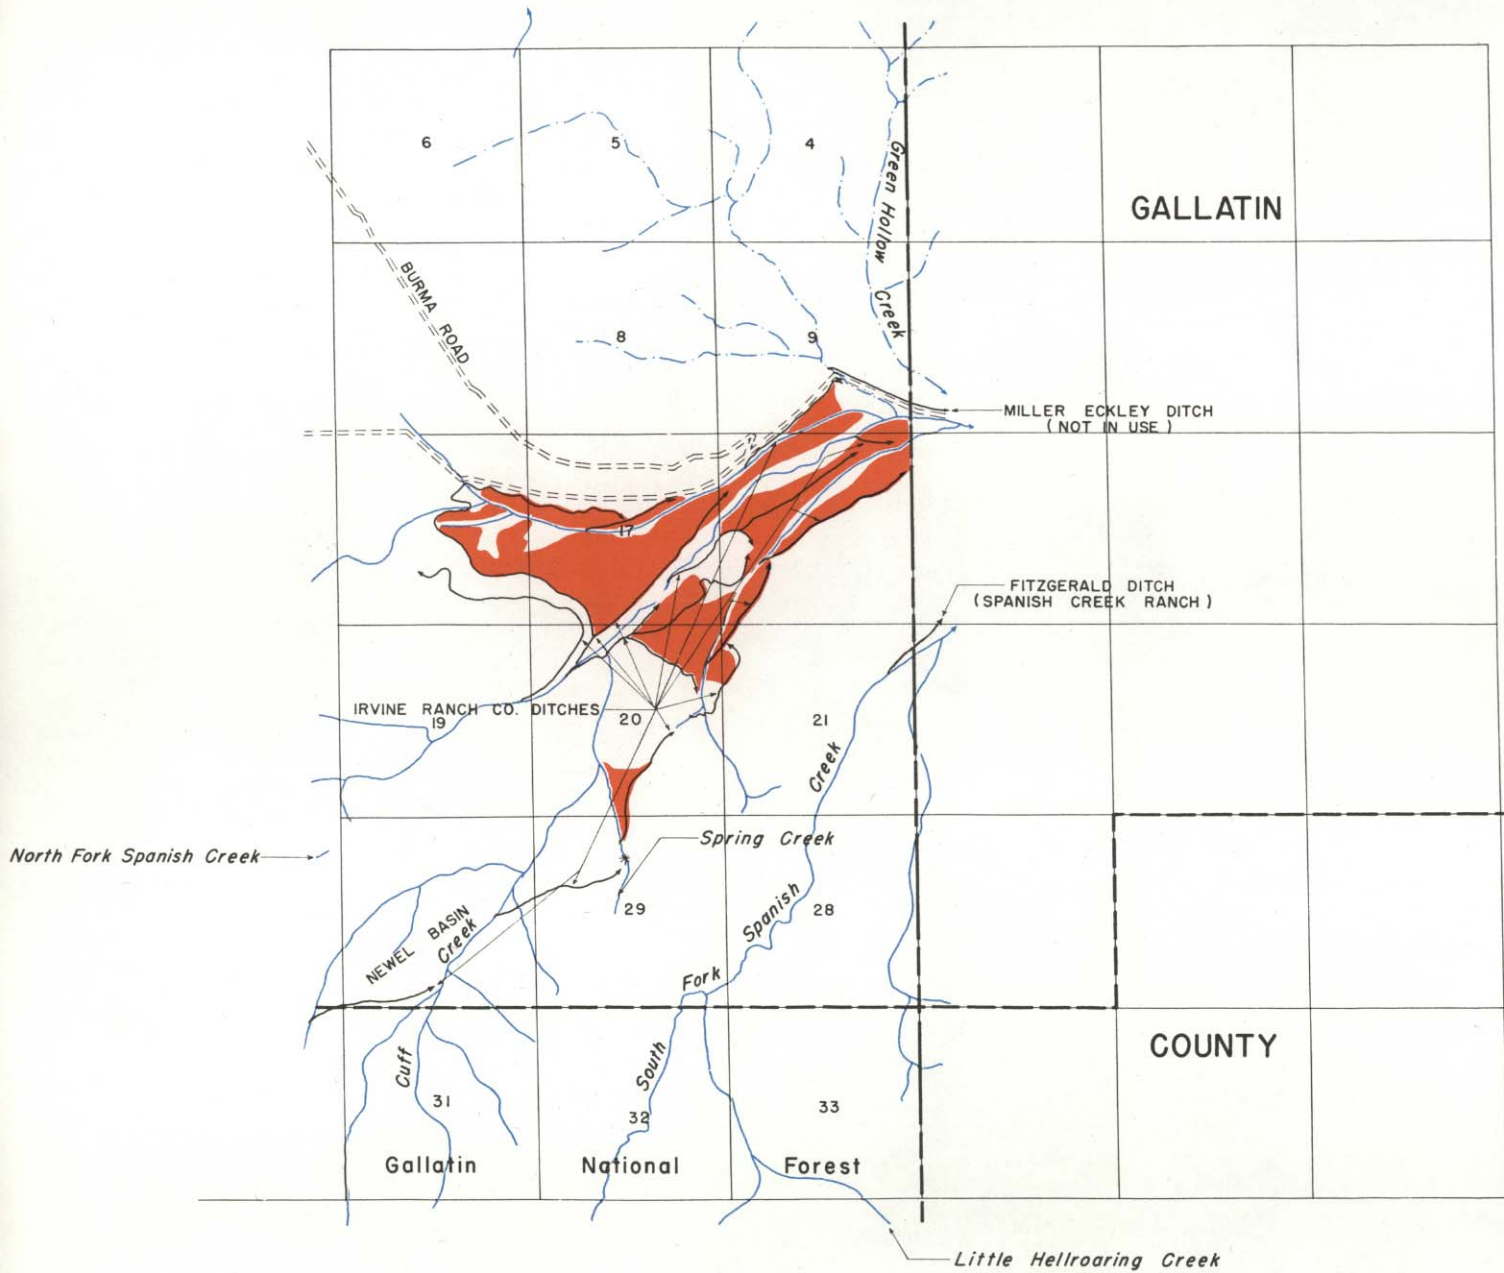 6
5
4
Green Hollow Creek
GALLATIN
BURMA ROAD
8
9
MILLER ECKLEY DITCH
(NOT IN USE)
17
FITZGERALD DITCH
(SPANISH CREEK RANCH)
IRVINE RANCH CO. DITCHES
19
20
21
Creek
Spring Creek
North Fork Spanish Creek
29
28
Spanish
NEWEL BASIN
Creek
Fork
South
Cuff
COUNTY
31
32
33
Gallatin National Forest
Little Hellroaring Creek